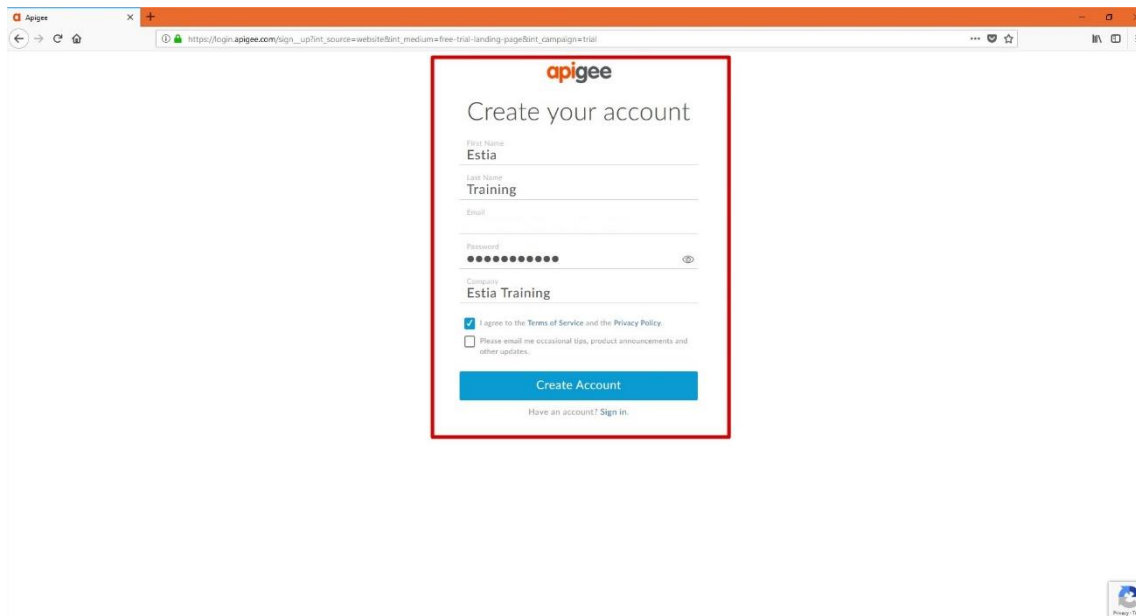 Apigee
https://login.apigee.com/sign__up?int_source=website&int_medium=free-trial-landing-page&int_campaign=trial
apigee
Create your account
First Name
Estia
Last Name
Training
Email
Password
Company
Estia Training
I agree to the Terms of Service and the Privacy Policy.
Please email me occasional tips, product announcements and
other updates.
Create Account
Have an account? Sign in.